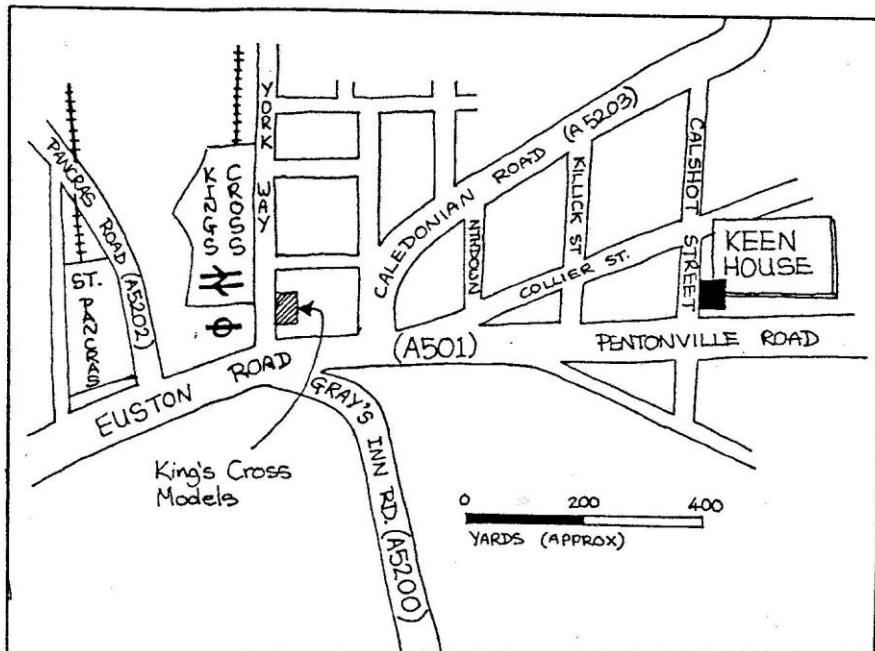 YORK WAY
CALEDONIAN ROAD (A5203)
CALSHOT STREET
KILLICK ST
PANCRAS ROAD (A5202)
KINGS CROSS
NTHDOWN
COLLIER ST.
KEEN HOUSE
ST. PANCRAS
(A501)
PENTONVILLE ROAD
EUSTON ROAD
GRAY'S INN RD. (A5200)
King's Cross
Models
0 200 400
YARDS (APPROX)